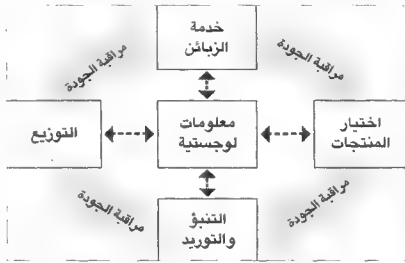 خدمة
الزبائن
مراقبة الجودة
مراقبة الجودة
اختيار
المنتجات
معلومات
لوجستية
التوزيع
مراقبة الجودة
مراقبة الجودة
التنبؤ
والتوريد